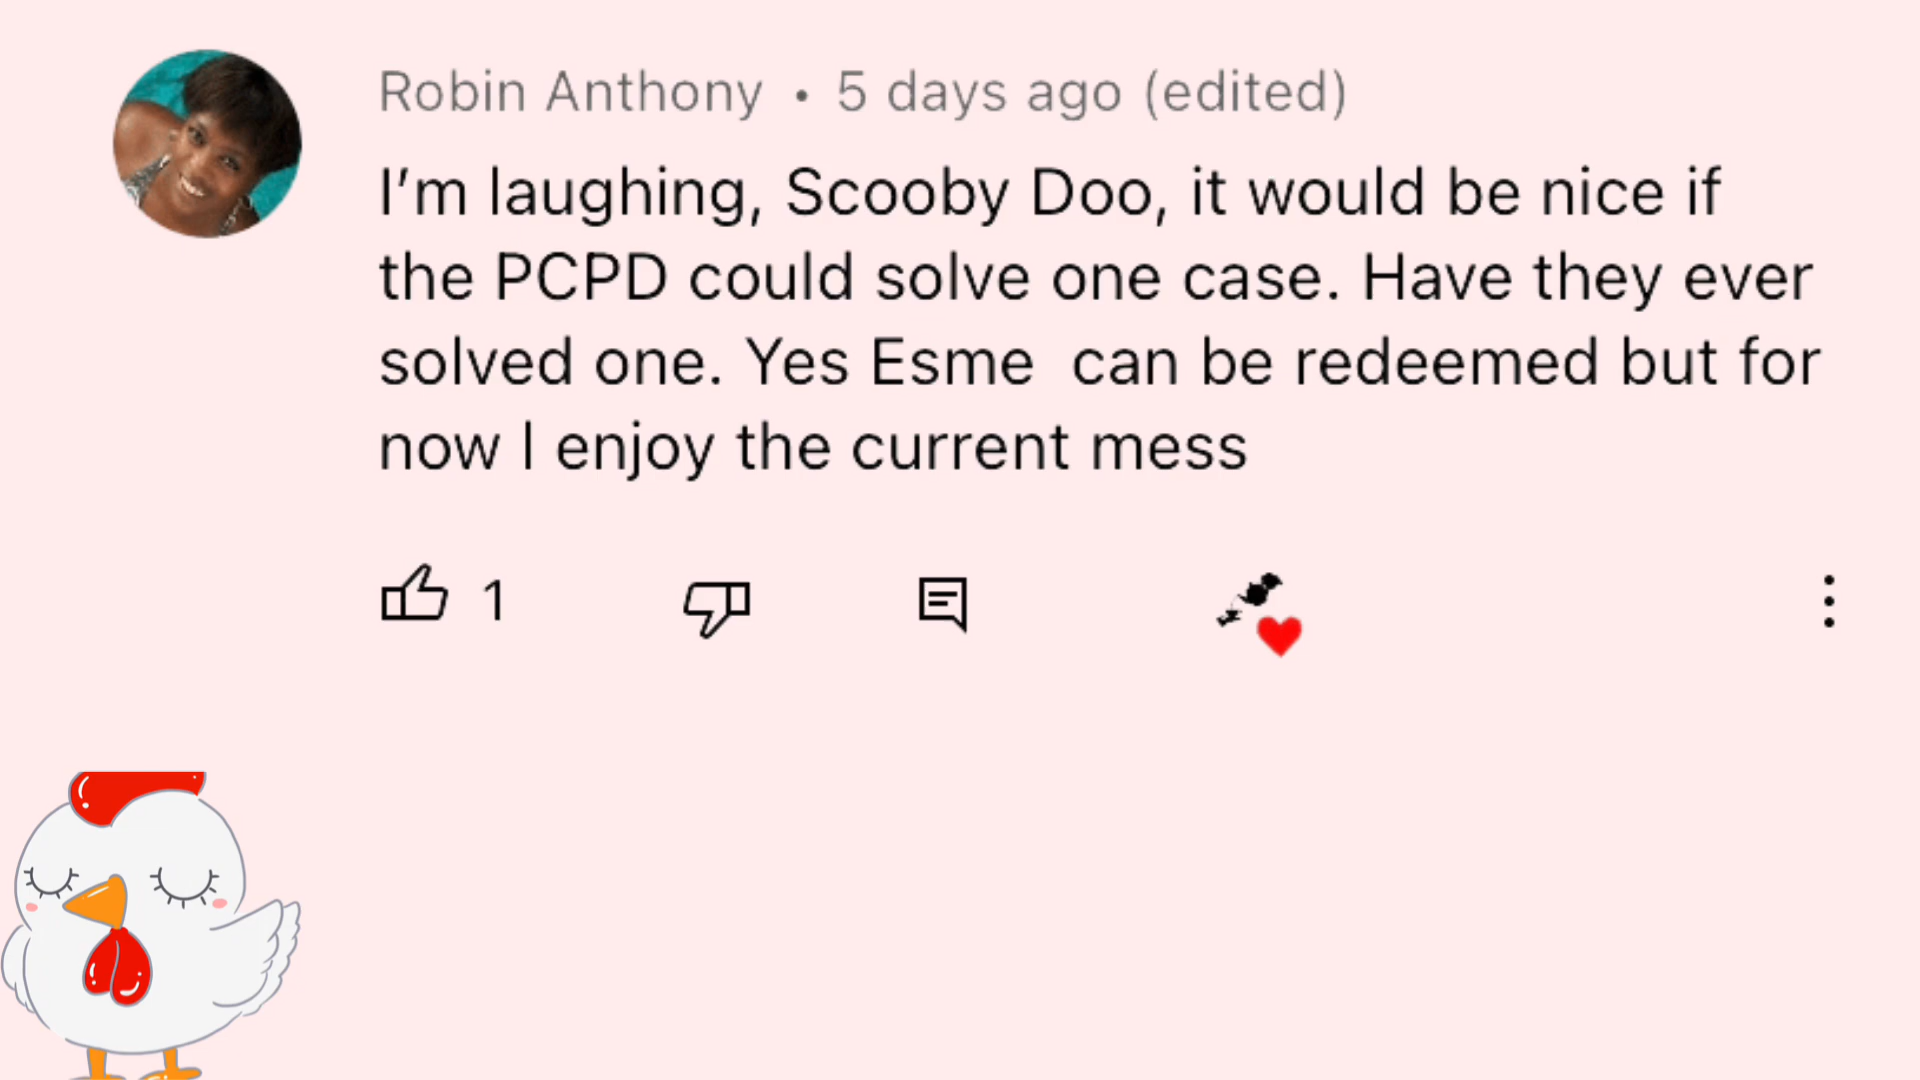 Robin Anthony • 5 days ago (edited)
I’m laughing, Scooby Doo, it would be nice if
the PCPD could solve one case. Have they ever
solved one. Yes Esme  can be redeemed but for
now I enjoy the current mess
1